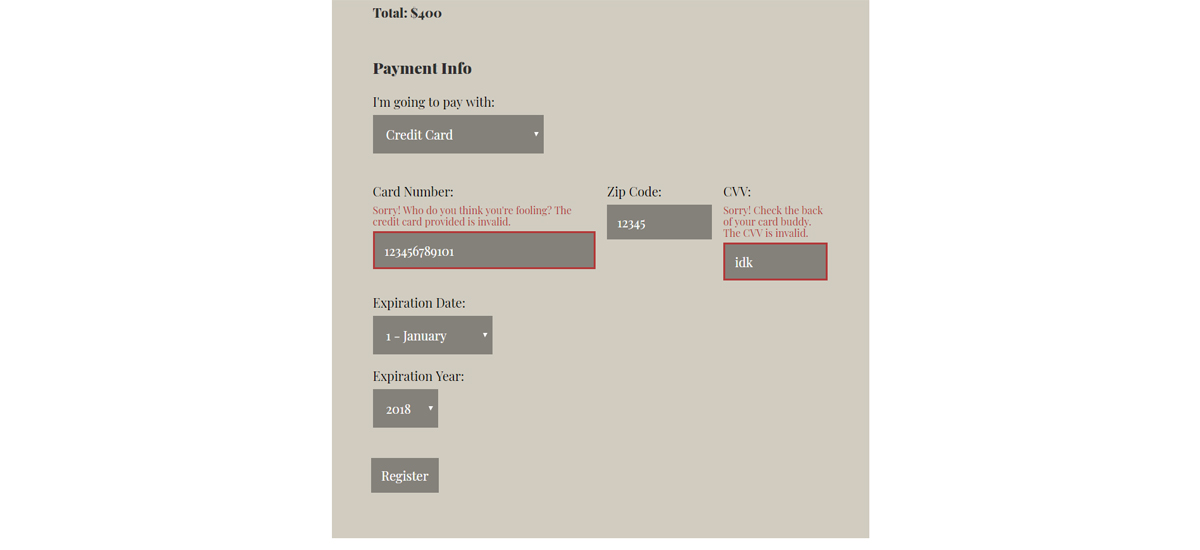 Total: $400
Payment Info
I'm going to pay with:
Credit Card
Card Number:
Sorry! Who do you think you're fooling? The
credit card provided is invalid.
123456789101
Zip Code:
12345
CVV:
Sorry! Check the back
of your card buddy.
The CVV is invalid.
idk
Expiration Date:
1 - January
Expiration Year:
2018
Register